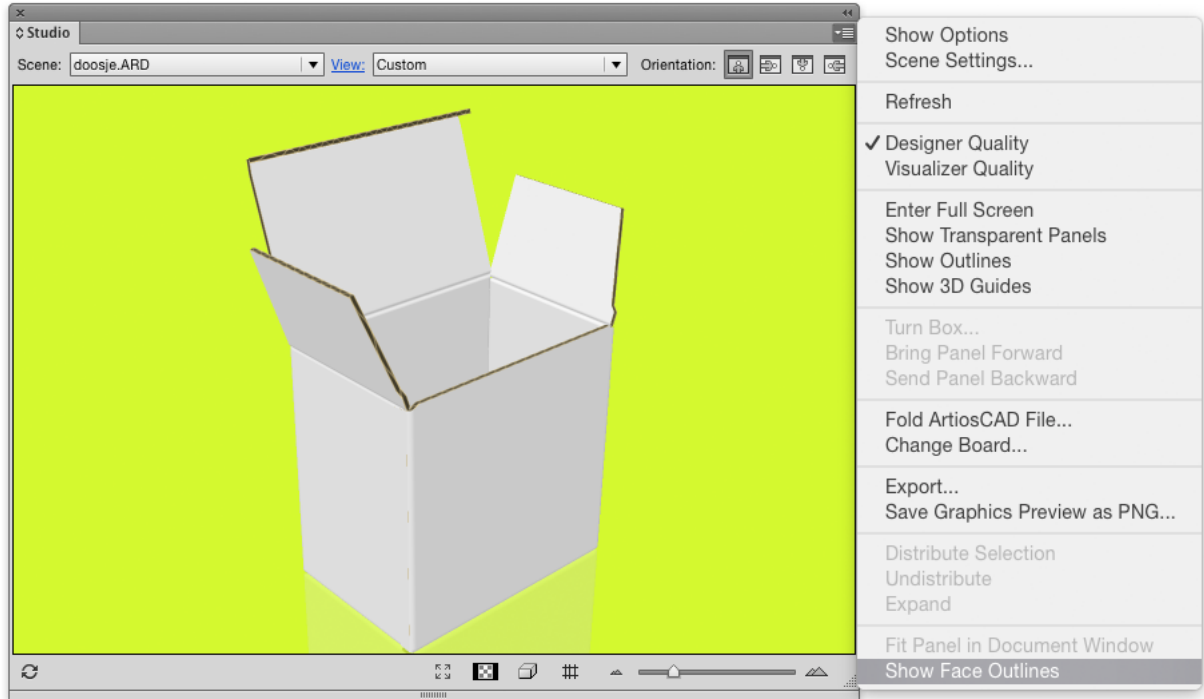 Studio
Scene: doosje.ARD View: Custom Orientation:
Show Options
Scene Settings...
Refresh
Designer Quality
Visualizer Quality
Enter Full Screen
Show Transparent Panels
Show Outlines
Show 3D Guides
Turn Box...
Bring Panel Forward
Send Panel Backward
Fold ArtiosCAD File...
Change Board...
Export...
Save Graphics Preview as PNG...
Distribute Selection
Undistribute
Expand
Fit Panel in Document Window
Show Face Outlines